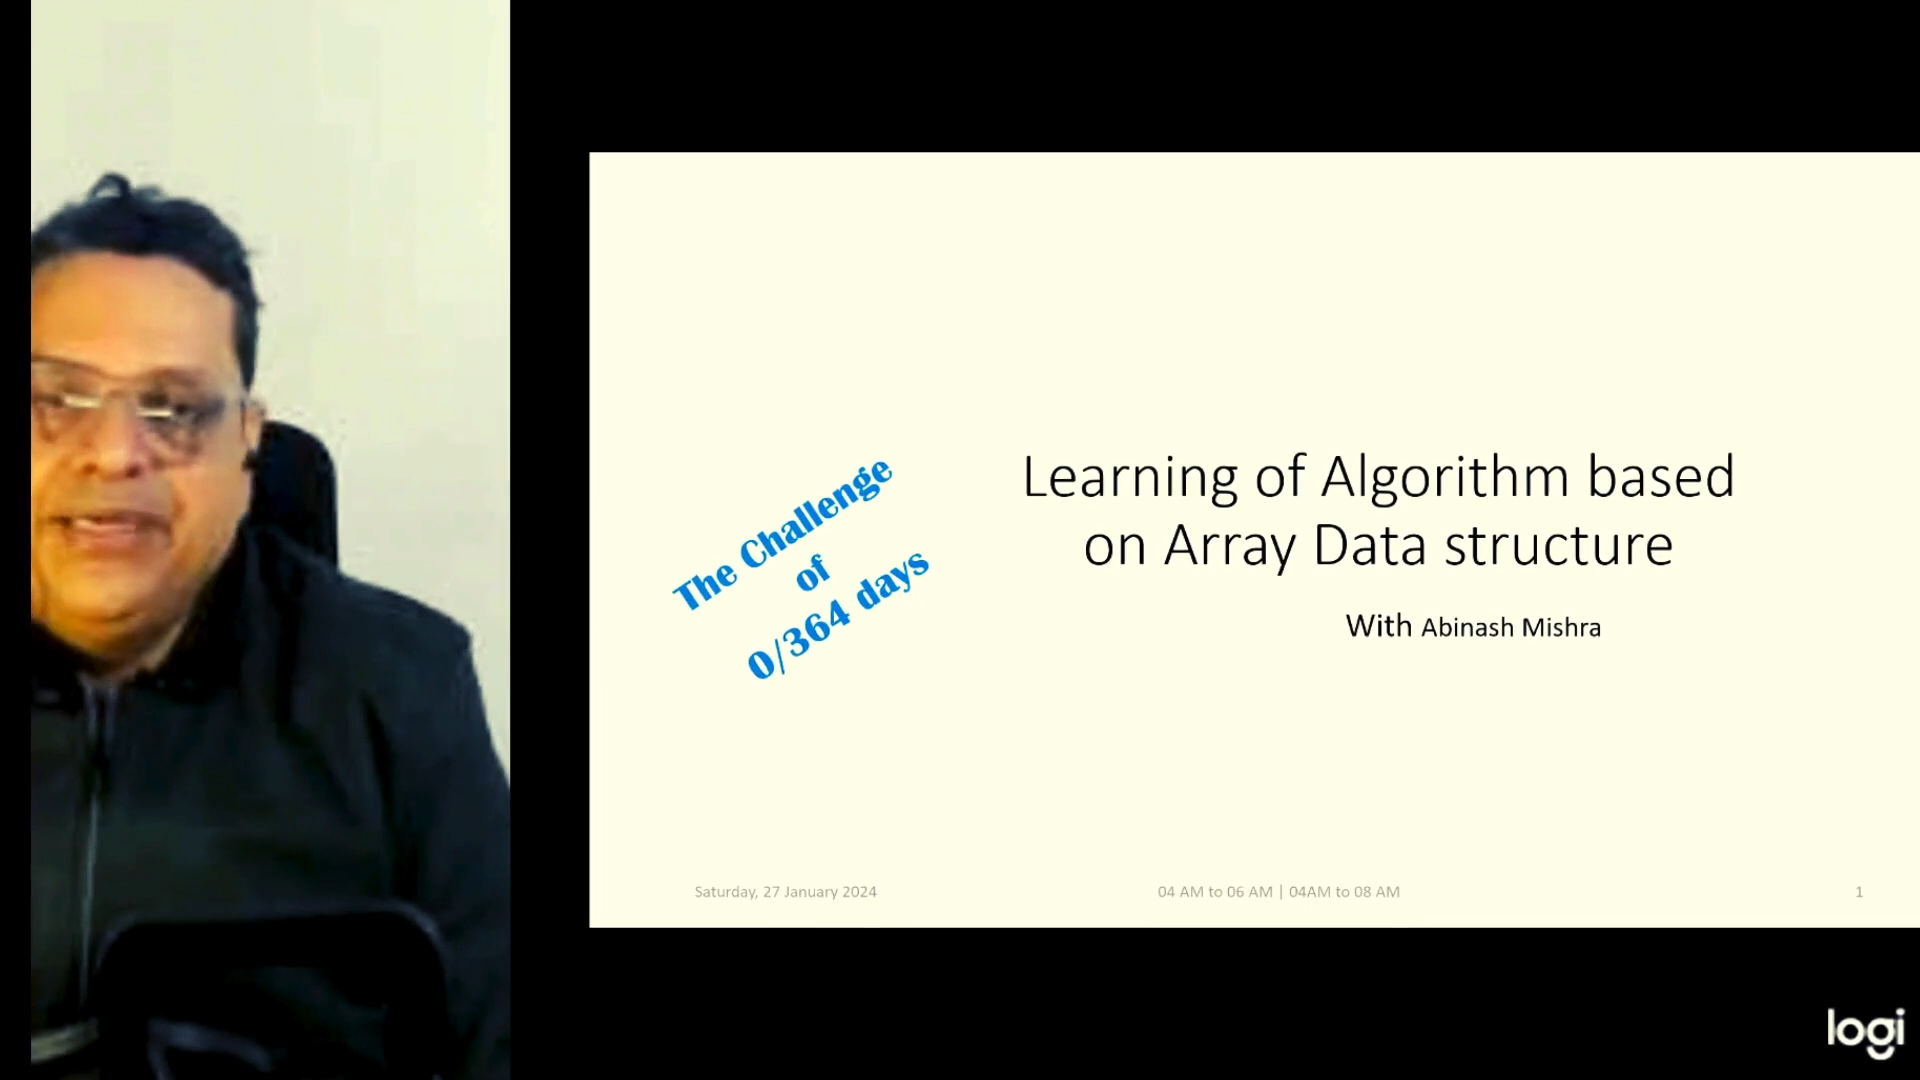 The Challenge
of
0/364 days
Learning of Algorithm based
on Array Data structure
With Abinash Mishra
Saturday, 27 January 2024
04 AM to 06 AM | 04AM to 08 AM
1
logi